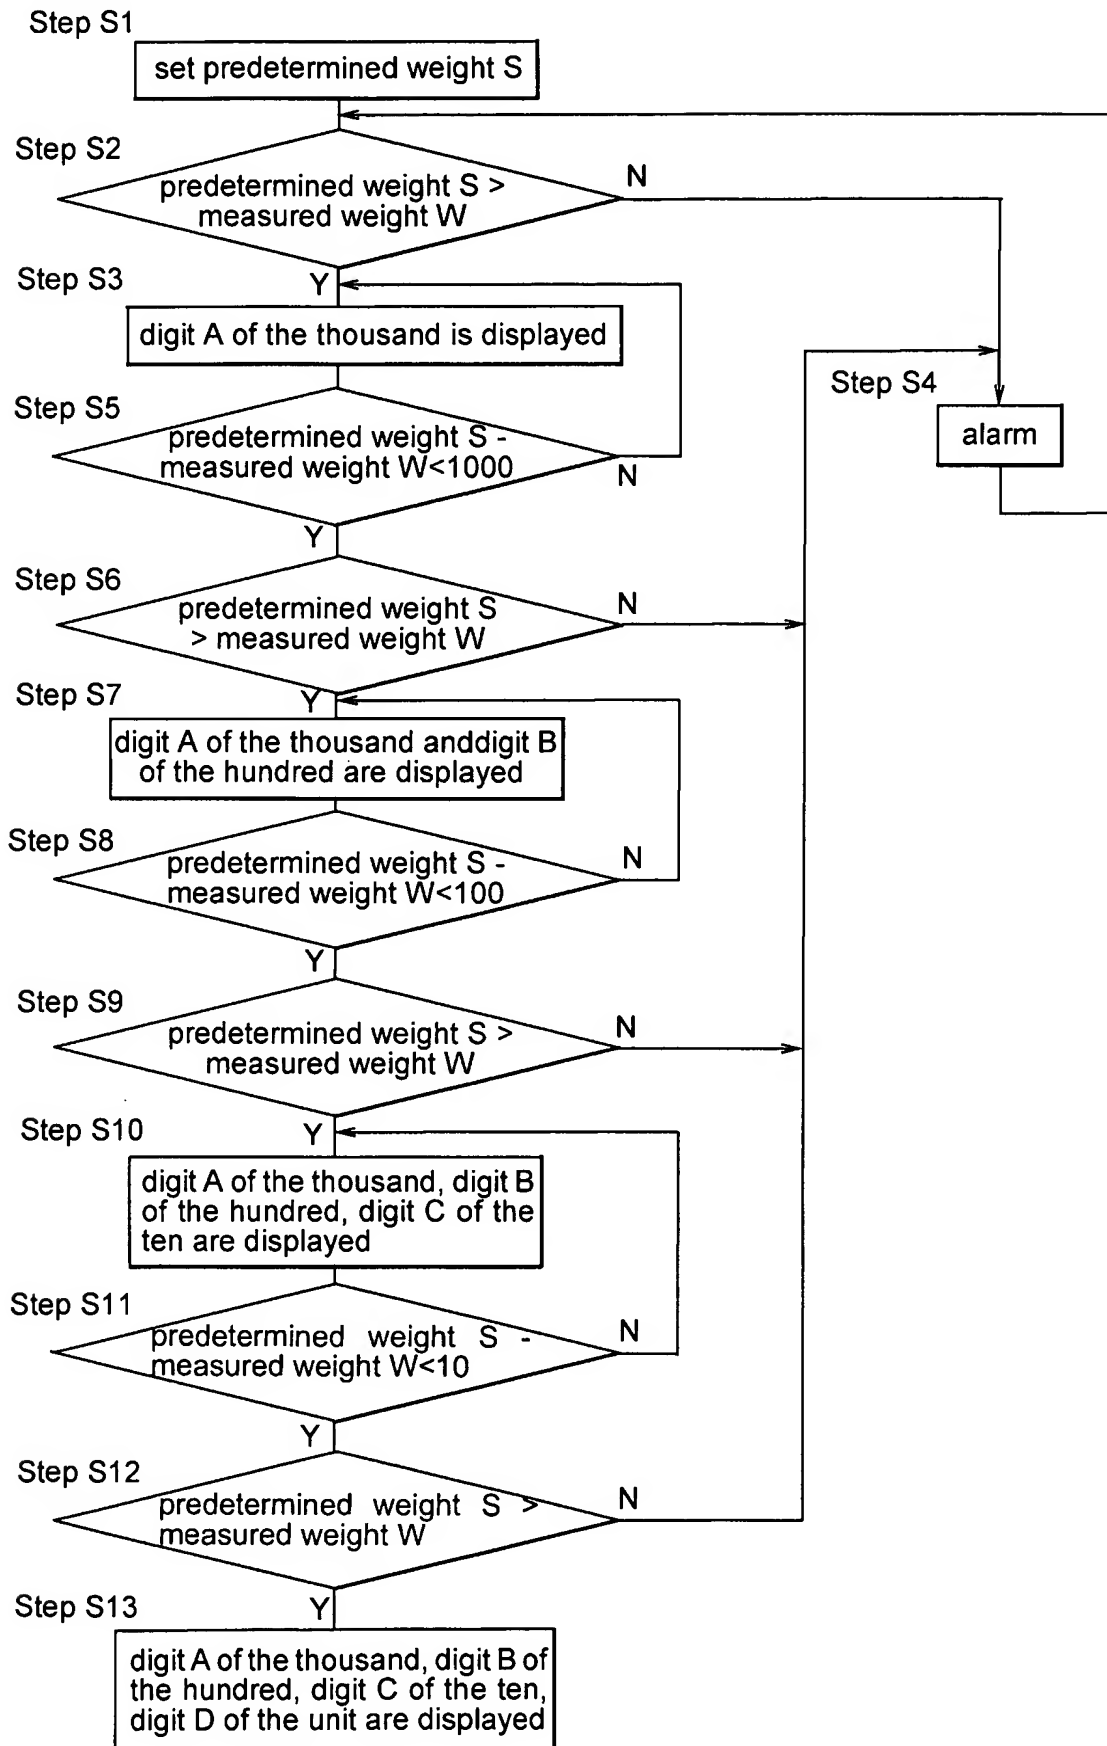 Step S1
set predetermined weight S
Step S2
predetermined weight S >
measured weight W
N
Step S3
Y
digit A of the thousand is displayed
Step S4
alarm
Step S5
predetermined weight S -
measured weight W<1000
N
Y
Step S6
predetermined weight S
> measured weight W
N
Step S7
Y
digit A of the thousand anddigit B
of the hundred are displayed
Step S8
predetermined weight S -
measured weight W<100
N
Y
Step S9
predetermined weight S >
measured weight W
N
Step S10
Y
digit A of the thousand, digit B
of the hundred, digit C of the
ten are displayed
Step S11
predetermined weight S -
measured weight W<10
N
Y
Step S12
predetermined weight S >
measured weight W
N
Step S13
Y
digit A of the thousand, digit B of
the hundred, digit C of the ten,
digit D of the unit are displayed